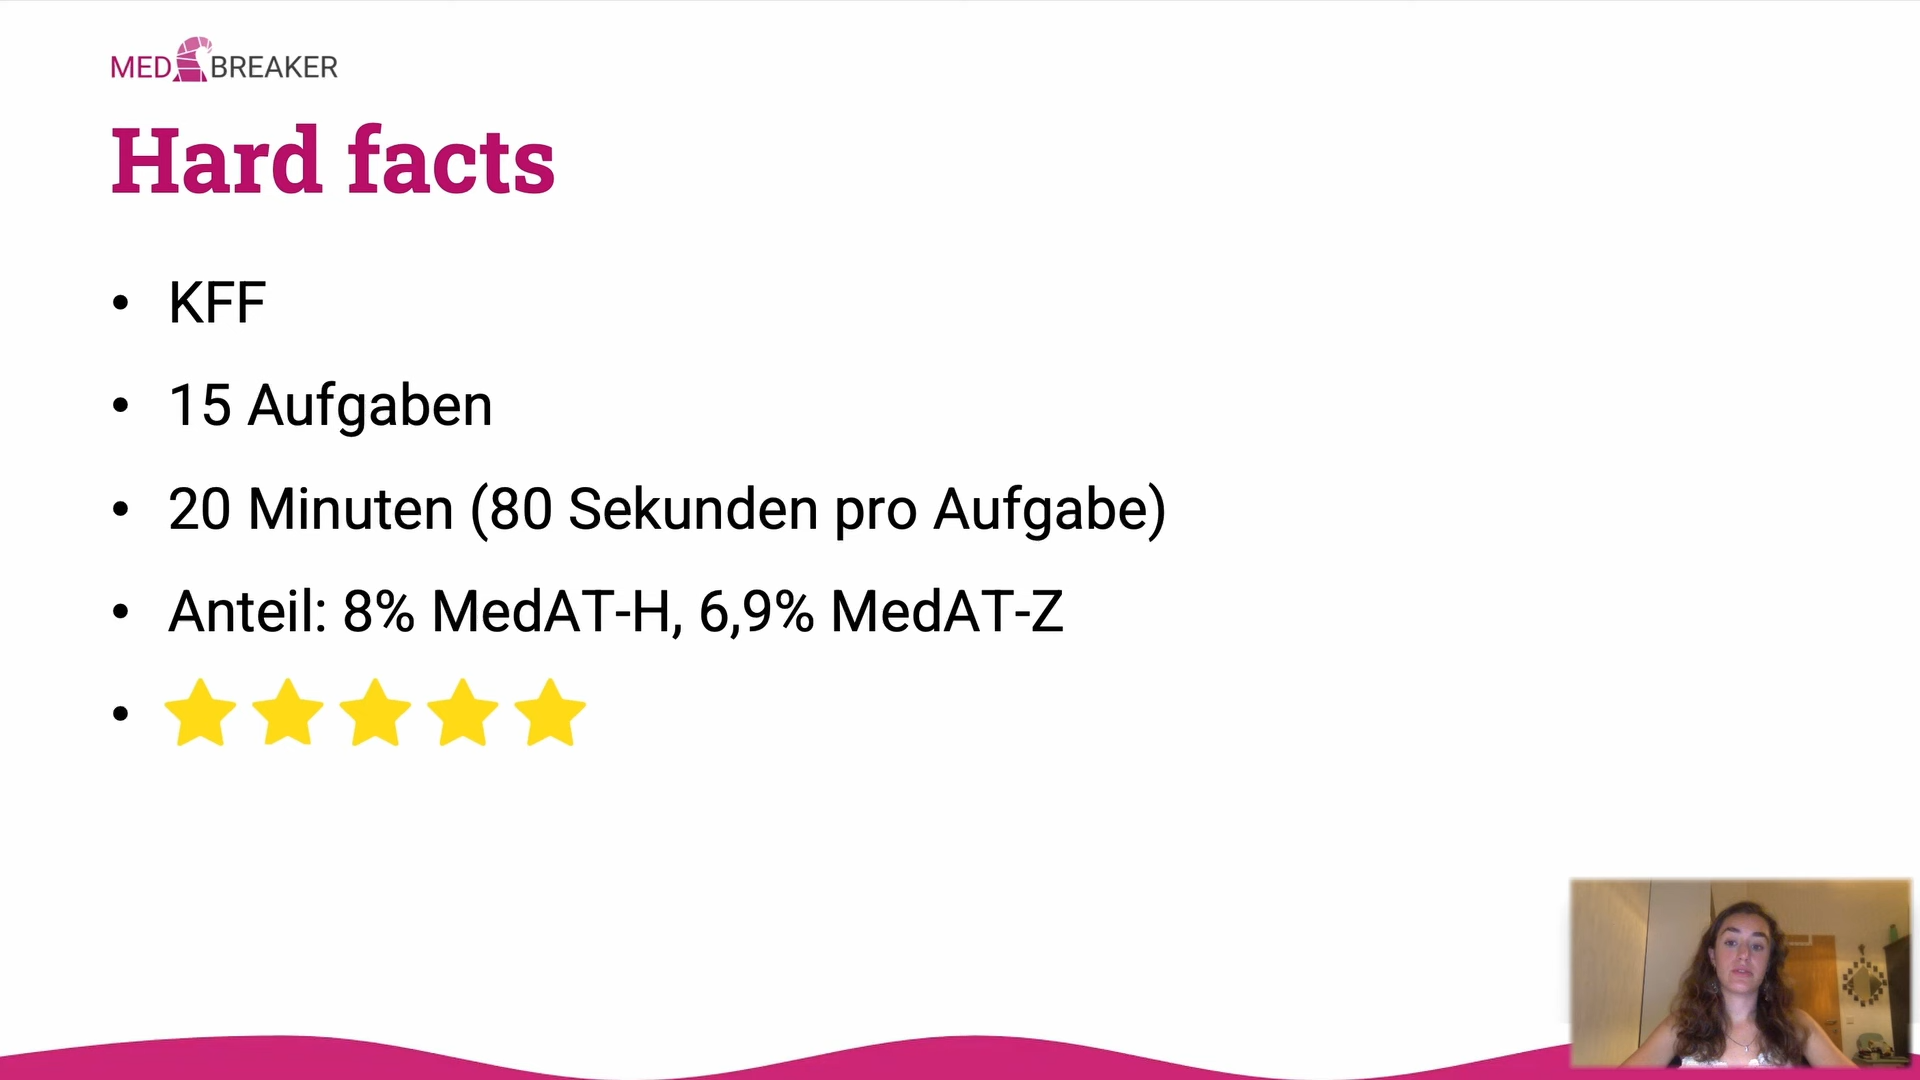 MED BREAKER
Hard facts
• KFF
• 15 Aufgaben
• 20 Minuten (80 Sekunden pro Aufgabe)
• Anteil: 8% MedAT-H, 6,9% MedAT-Z